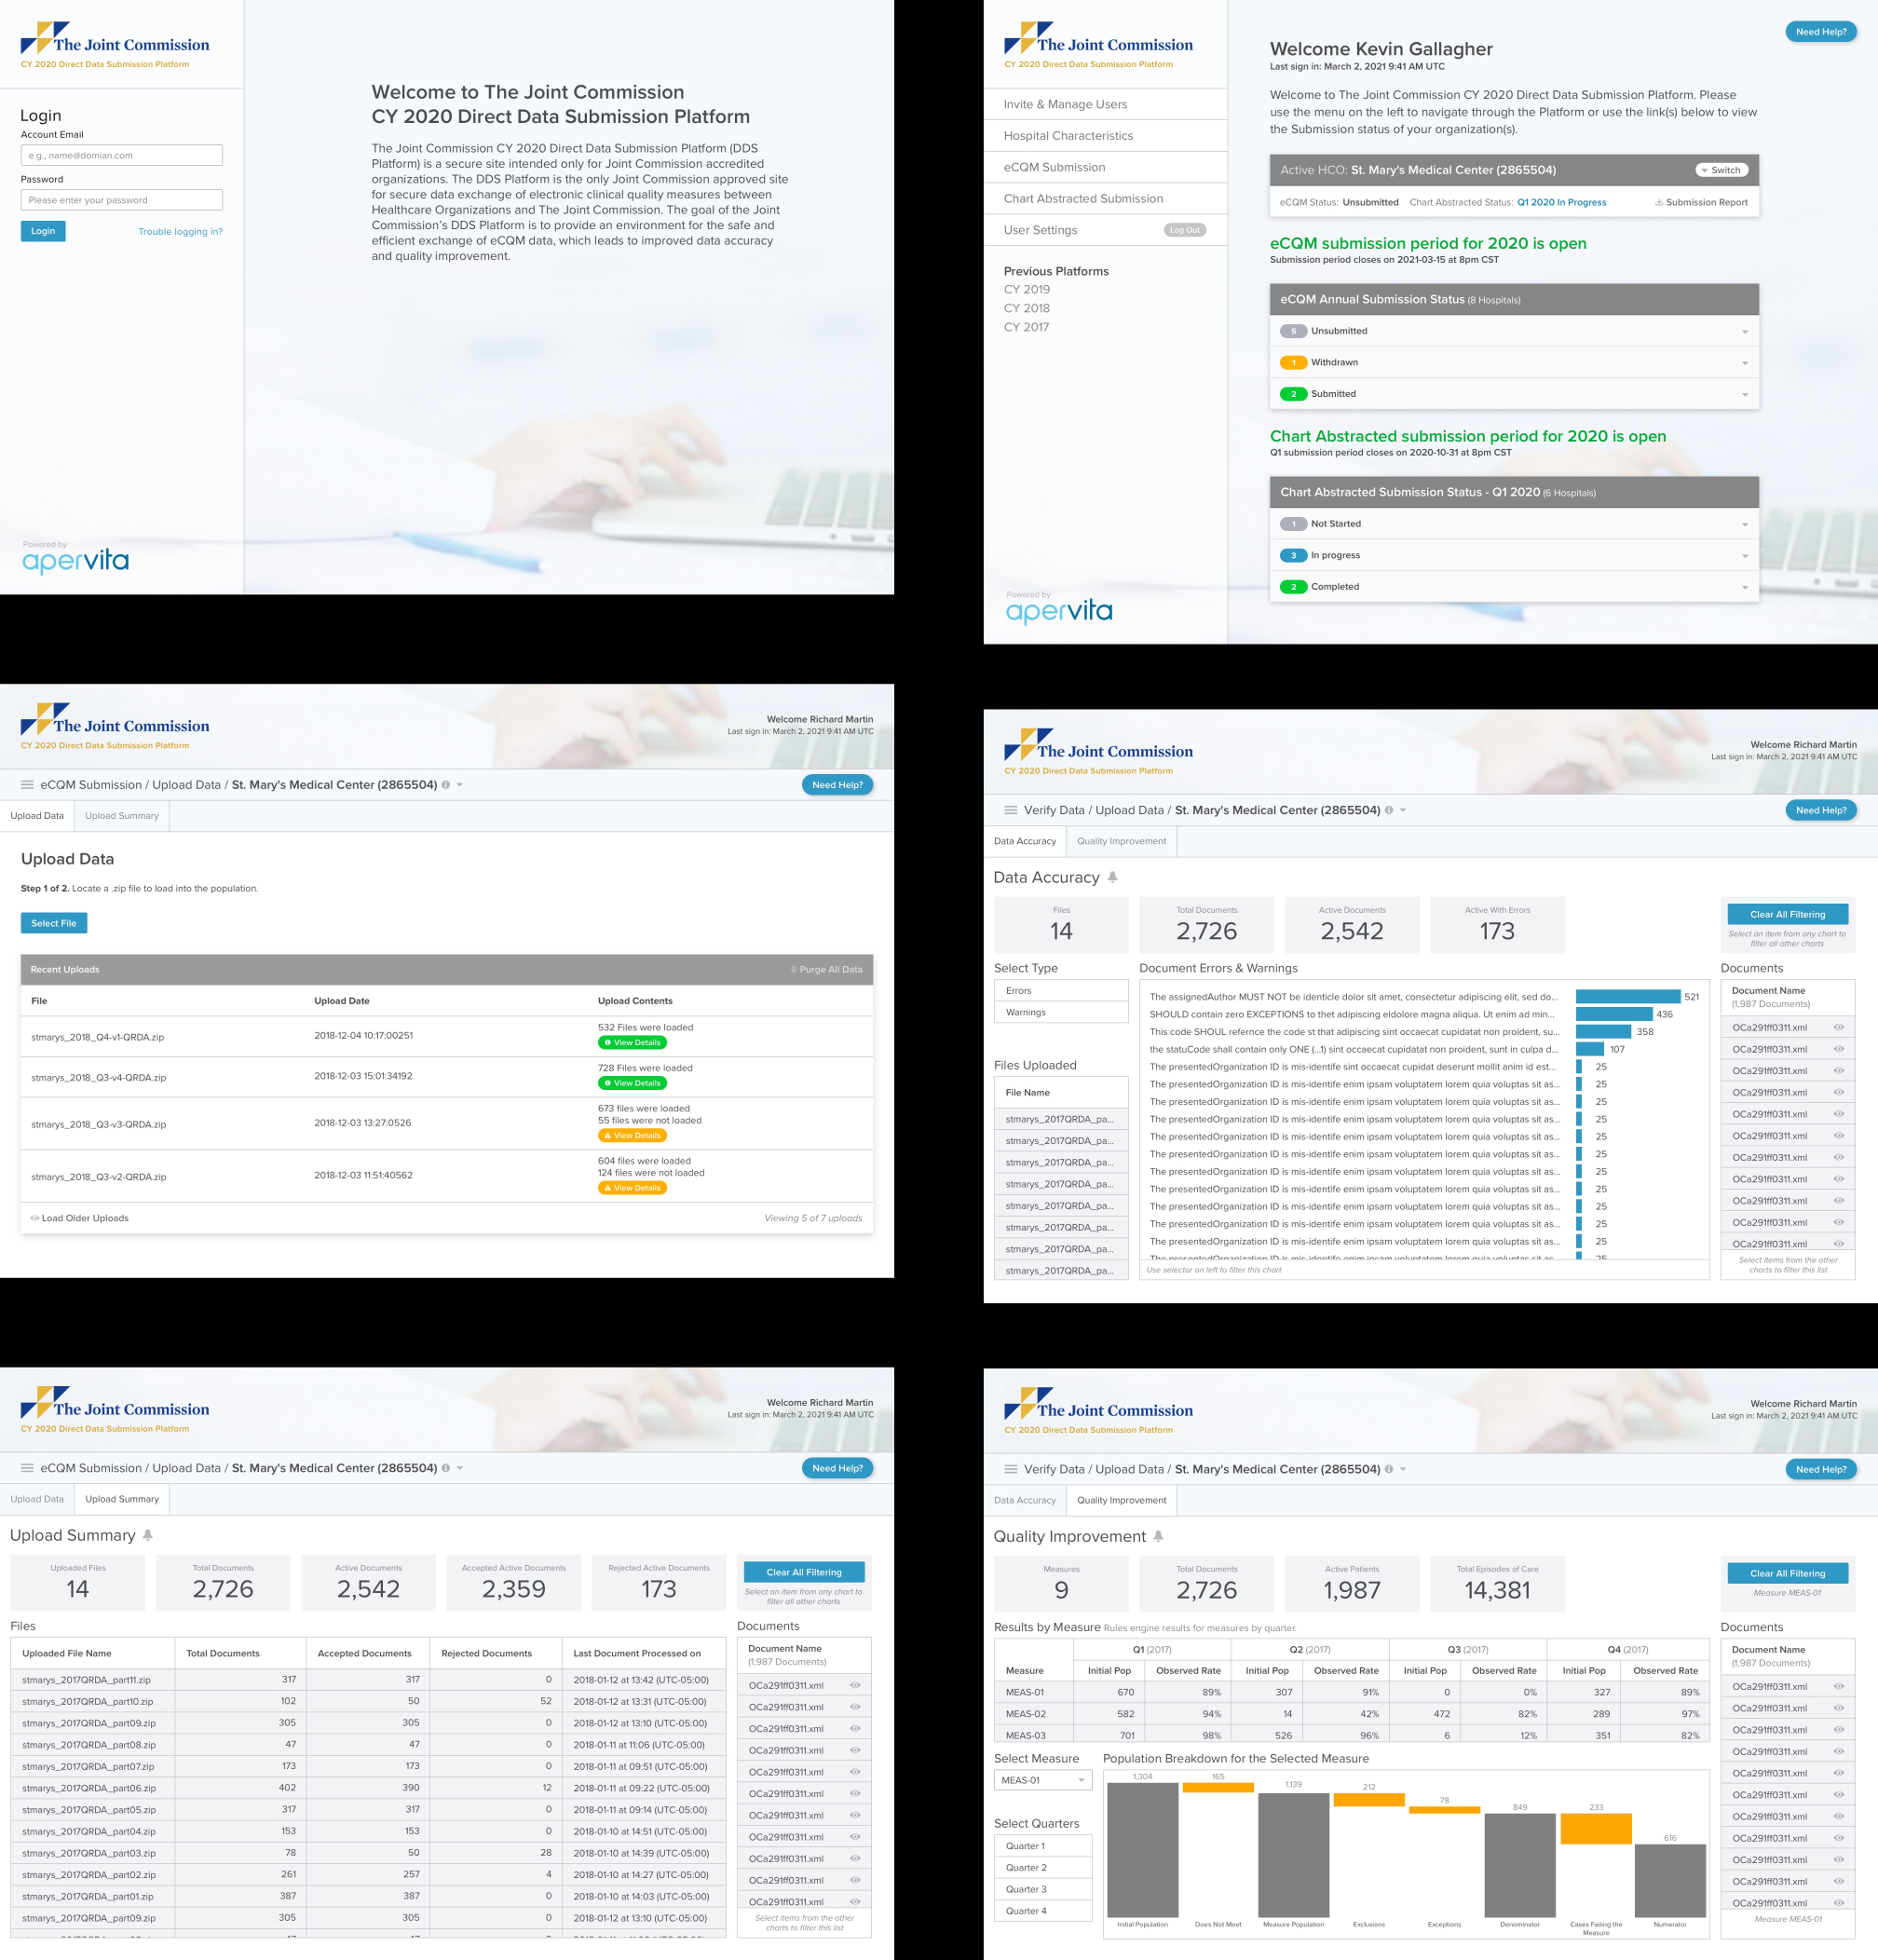 The Joint Commission
CY 2020 Direct Data Submission Platform
Login
Account Email
e.g., name@domian.com
Password
Please enter your password
Login Trouble logging in?
Powered by
apervita
Welcome to The Joint Commission
CY 2020 Direct Data Submission Platform
The Joint Commission CY 2020 Direct Data Submission Platform (DDS
Platform) is a secure site intended only for Joint Commission accredited
organizations. The DDS Platform is the only Joint Commission approved site
for secure data exchange of electronic clinical quality measures between
Healthcare Organizations and The Joint Commission. The goal of the Joint
Commission's DDS Platform is to provide an environment for the safe and
efficient exchange of eCQM data, which leads to improved data accuracy
and quality improvement.
The Joint Commission
CY 2020 Direct Data Submission Platform
Invite & Manage Users
Hospital Characteristics
eCQM Submission
Chart Abstracted Submission
User Settings Log Out
Previous Platforms
CY 2019
CY 2018
CY 2017
Powered by
apervita
Need Help?
Welcome Kevin Gallagher
Last sign in: March 2, 2021 9:41 AM UTC
Welcome to The Joint Commission CY 2020 Direct Data Submission Platform. Please
use the menu on the left to navigate through the Platform or use the link(s) below to view
the Submission status of your organization(s).
Active HCO: St. Mary's Medical Center (2865504) Switch
eCQM Status: Unsubmitted Chart Abstracted Status: Q1 2020 In Progress Submission Report
eCQM submission period for 2020 is open
Submission period closes on 2021-03-15 at 8pm CST
eCQM Annual Submission Status (8 Hospitals)
5 Unsubmitted
1 Withdrawn
2 Submitted
Chart Abstracted submission period for 2020 is open
Q1 submission period closes on 2020-10-31 at 8pm CST
Chart Abstracted Submission Status - Q1 2020 (6 Hospitals)
1 Not Started
3 In progress
2 Completed
The Joint Commission
CY 2020 Direct Data Submission Platform
Welcome Richard Martin
Last sign in: March 2, 2021 9:41 AM UTC
eCQM Submission / Upload Data / St. Mary's Medical Center (2865504)
Need Help?
Upload Data Upload Summary
Upload Data
Step 1 of 2. Locate a .zip file to load into the population.
Select File
Recent Uploads Purge All Data
File Upload Date Upload Contents
stmarys_2018_Q4-v1-QRDA.zip 2018-12-04 10:17:00251 532 Files were loaded
View Details
stmarys_2018_Q3-v4-QRDA.zip 2018-12-03 15:01:34192 728 Files were loaded
View Details
stmarys_2018_Q3-v3-QRDA.zip 2018-12-03 13:27:0526 673 files were loaded
55 files were not loaded
View Details
stmarys_2018_Q3-v2-QRDA.zip 2018-12-03 11:51:40562 604 files were loaded
124 files were not loaded
View Details
Load Older Uploads Viewing 5 of 7 uploads
The Joint Commission
CY 2020 Direct Data Submission Platform
Welcome Richard Martin
Last sign in: March 2, 2021 9:41 AM UTC
Verify Data / Upload Data / St. Mary's Medical Center (2865504)
Need Help?
Data Accuracy Quality Improvement
Data Accuracy
Files
14
Total Documents
2,726
Active Documents
2,542
Active With Errors
173
Clear All Filtering
Select an item from any chart to
filter all other charts
Select Type
Errors
Warnings
Files Uploaded
File Name
stmarys_2017QRDA_pa...
stmarys_2017QRDA_pa...
stmarys_2017QRDA_pa...
stmarys_2017QRDA_pa...
stmarys_2017QRDA_pa...
stmarys_2017QRDA_pa...
stmarys_2017QRDA_pa...
stmarys_2017QRDA_pa...
Document Errors & Warnings
The assignedAuthor MUST NOT be identicle dolor sit amet, consectetur adipiscing elit, sed do... 521
SHOULD contain zero EXCEPTIONS to thet adipiscing eldolore magna aliqua. Ut enim ad min... 436
This code SHOUL refernce the code st that adipiscing sint occaecat cupidatat non proident, su... 358
the statuCode shall contain only ONE (...1) sint occaecat cupidatat non proident, sunt in culpa d... 107
The presentedOrganization ID is mis-identife sint occaecat cupidat deserunt mollit anim id est... 25
The presentedOrganization ID is mis-identife enim ipsam voluptatem lorem quia voluptas sit as... 25
The presentedOrganization ID is mis-identife enim ipsam voluptatem lorem quia voluptas sit as... 25
The presentedOrganization ID is mis-identife enim ipsam voluptatem lorem quia voluptas sit as... 25
The presentedOrganization ID is mis-identife enim ipsam voluptatem lorem quia voluptas sit as... 25
The presentedOrganization ID is mis-identife enim ipsam voluptatem lorem quia voluptas sit as... 25
The presentedOrganization ID is mis-identife enim ipsam voluptatem lorem quia voluptas sit as... 25
The presentedOrganization ID is mis-identife enim ipsam voluptatem lorem quia voluptas sit as... 25
The presentedOrganization ID is mis-identife enim ipsam voluptatem lorem quia voluptas sit as... 25
The presentedOrganization ID is mis-identife enim ipsam voluptatem lorem quia voluptas sit as... 25
The presentedOrganization ID is mis-identife enim ipsam voluptatem lorem quia voluptas sit as... 25
The presentedOrganization ID is mis-identife enim ipsam voluptatem lorem quia voluptas sit as... 25
Use selector on left to filter this chart
Documents
Document Name
(1,987 Documents)
OCa291ff0311.xml
OCa291ff0311.xml
OCa291ff0311.xml
OCa291ff0311.xml
OCa291ff0311.xml
OCa291ff0311.xml
OCa291ff0311.xml
OCa291ff0311.xml
OCa291ff0311.xml
OCa291ff0311.xml
OCa291ff0311.xml
Select items from the other
charts to filter this list
The Joint Commission
CY 2020 Direct Data Submission Platform
Welcome Richard Martin
Last sign in: March 2, 2021 9:41 AM UTC
eCQM Submission / Upload Data / St. Mary's Medical Center (2865504)
Need Help?
Upload Data Upload Summary
Upload Summary
Uploaded Files
14
Total Documents
2,726
Active Documents
2,542
Accepted Active Documents
2,359
Rejected Active Documents
173
Clear All Filtering
Select an item from any chart to
filter all other charts
Files
Uploaded File Name Total Documents Accepted Documents Rejected Documents Last Document Processed on
stmarys_2017QRDA_part11.zip 317 317 0 2018-01-12 at 13:42 (UTC-05:00)
stmarys_2017QRDA_part10.zip 102 50 52 2018-01-12 at 13:31 (UTC-05:00)
stmarys_2017QRDA_part09.zip 305 305 0 2018-01-12 at 13:10 (UTC-05:00)
stmarys_2017QRDA_part08.zip 47 47 0 2018-01-11 at 11:06 (UTC-05:00)
stmarys_2017QRDA_part07.zip 173 173 0 2018-01-11 at 09:51 (UTC-05:00)
stmarys_2017QRDA_part06.zip 402 390 12 2018-01-11 at 09:22 (UTC-05:00)
stmarys_2017QRDA_part05.zip 317 317 0 2018-01-11 at 09:14 (UTC-05:00)
stmarys_2017QRDA_part04.zip 153 153 0 2018-01-10 at 14:51 (UTC-05:00)
stmarys_2017QRDA_part03.zip 78 50 28 2018-01-10 at 14:39 (UTC-05:00)
stmarys_2017QRDA_part02.zip 261 257 4 2018-01-10 at 14:27 (UTC-05:00)
stmarys_2017QRDA_part01.zip 387 387 0 2018-01-10 at 14:03 (UTC-05:00)
stmarys_2017QRDA_part09.zip 305 305 0 2018-01-12 at 13:10 (UTC-05:00)
Documents
Document Name
(1,987 Documents)
OCa291ff0311.xml
OCa291ff0311.xml
OCa291ff0311.xml
OCa291ff0311.xml
OCa291ff0311.xml
OCa291ff0311.xml
OCa291ff0311.xml
OCa291ff0311.xml
OCa291ff0311.xml
OCa291ff0311.xml
OCa291ff0311.xml
Select items from the other
charts to filter this list
The Joint Commission
CY 2020 Direct Data Submission Platform
Welcome Richard Martin
Last sign in: March 2, 2021 9:41 AM UTC
Verify Data / Upload Data / St. Mary's Medical Center (2865504)
Need Help?
Data Accuracy Quality Improvement
Quality Improvement
Measures
9
Total Documents
2,726
Active Patients
1,987
Total Episodes of Care
14,381
Clear All Filtering
Measure MEAS-01
Results by Measure Rules engine results for measures by quarter.
Q1 (2017) Q2 (2017) Q3 (2017) Q4 (2017)
Measure Initial Pop Observed Rate Initial Pop Observed Rate Initial Pop Observed Rate Initial Pop Observed Rate
MEAS-01 670 89% 307 91% 0 0% 327 89%
MEAS-02 582 94% 14 42% 472 82% 289 97%
MEAS-03 701 98% 526 96% 6 12% 351 82%
Select Measure
MEAS-01
Select Quarters
Quarter 1
Quarter 2
Quarter 3
Quarter 4
Population Breakdown for the Selected Measure
1,304 165 1,139 212 78 849 233 616
Initial Population Does Not Meet Measure Population Exclusions Exceptions Denominator Cases Failing the Measure Numerator
Documents
Document Name
(1,987 Documents)
OCa291ff0311.xml
OCa291ff0311.xml
OCa291ff0311.xml
OCa291ff0311.xml
OCa291ff0311.xml
OCa291ff0311.xml
OCa291ff0311.xml
OCa291ff0311.xml
OCa291ff0311.xml
OCa291ff0311.xml
OCa291ff0311.xml
Measure MEAS-01